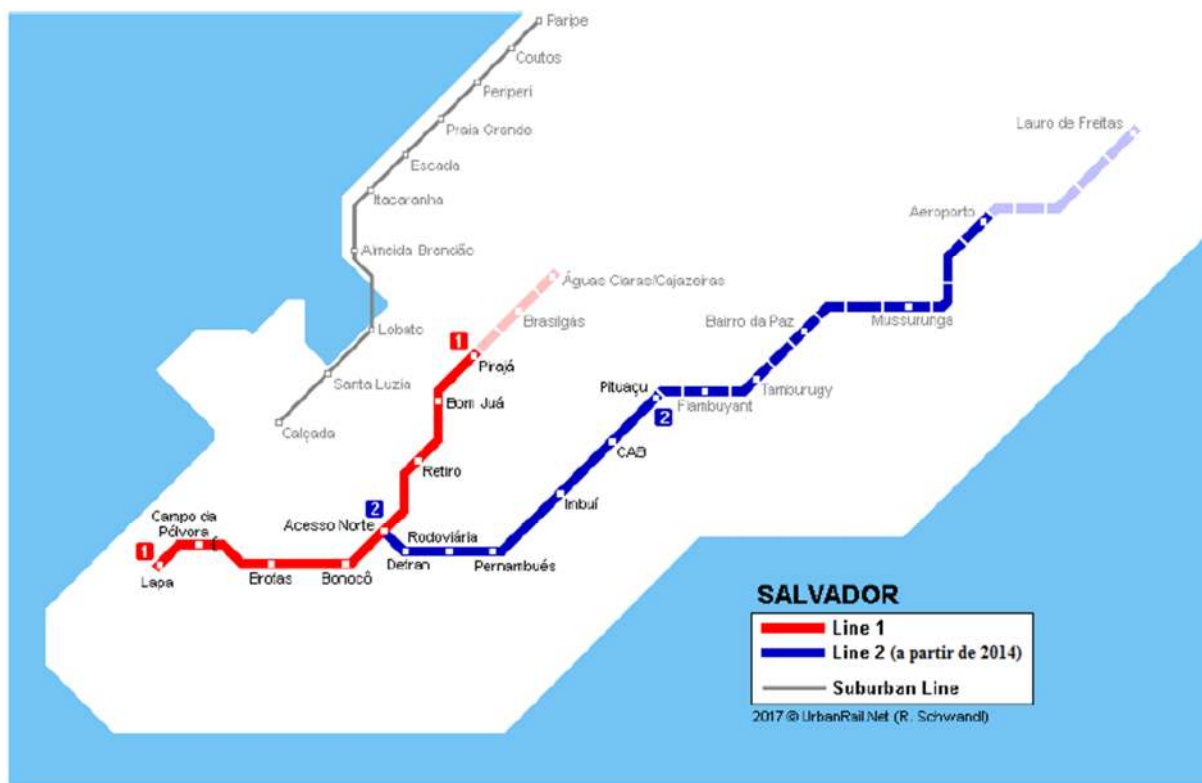 Paripe
Coutos
Periperi
Praia Grande
Escada
Itacaranha
Almeida Brandão
Lobato
Santa Luzia
Calçada
Lauro de Freitas
Aeroporto
Mussurunga
Bairro da Paz
Tamburugy
Flambuyant
Pituaçu
2
CAB
Imbuí
Pernambués
Rodoviária
Detran
Águas Claras/Cajazeiras
Brasilgás
1
Pirajá
Bom Juá
Retiro
2
Acesso Norte
Bonocô
Brotas
Campo da
Pólvora
1
Lapa
SALVADOR
Line 1
Line 2 (a partir de 2014)
Suburban Line
2017 © UrbanRail.Net (R. Schwandl)